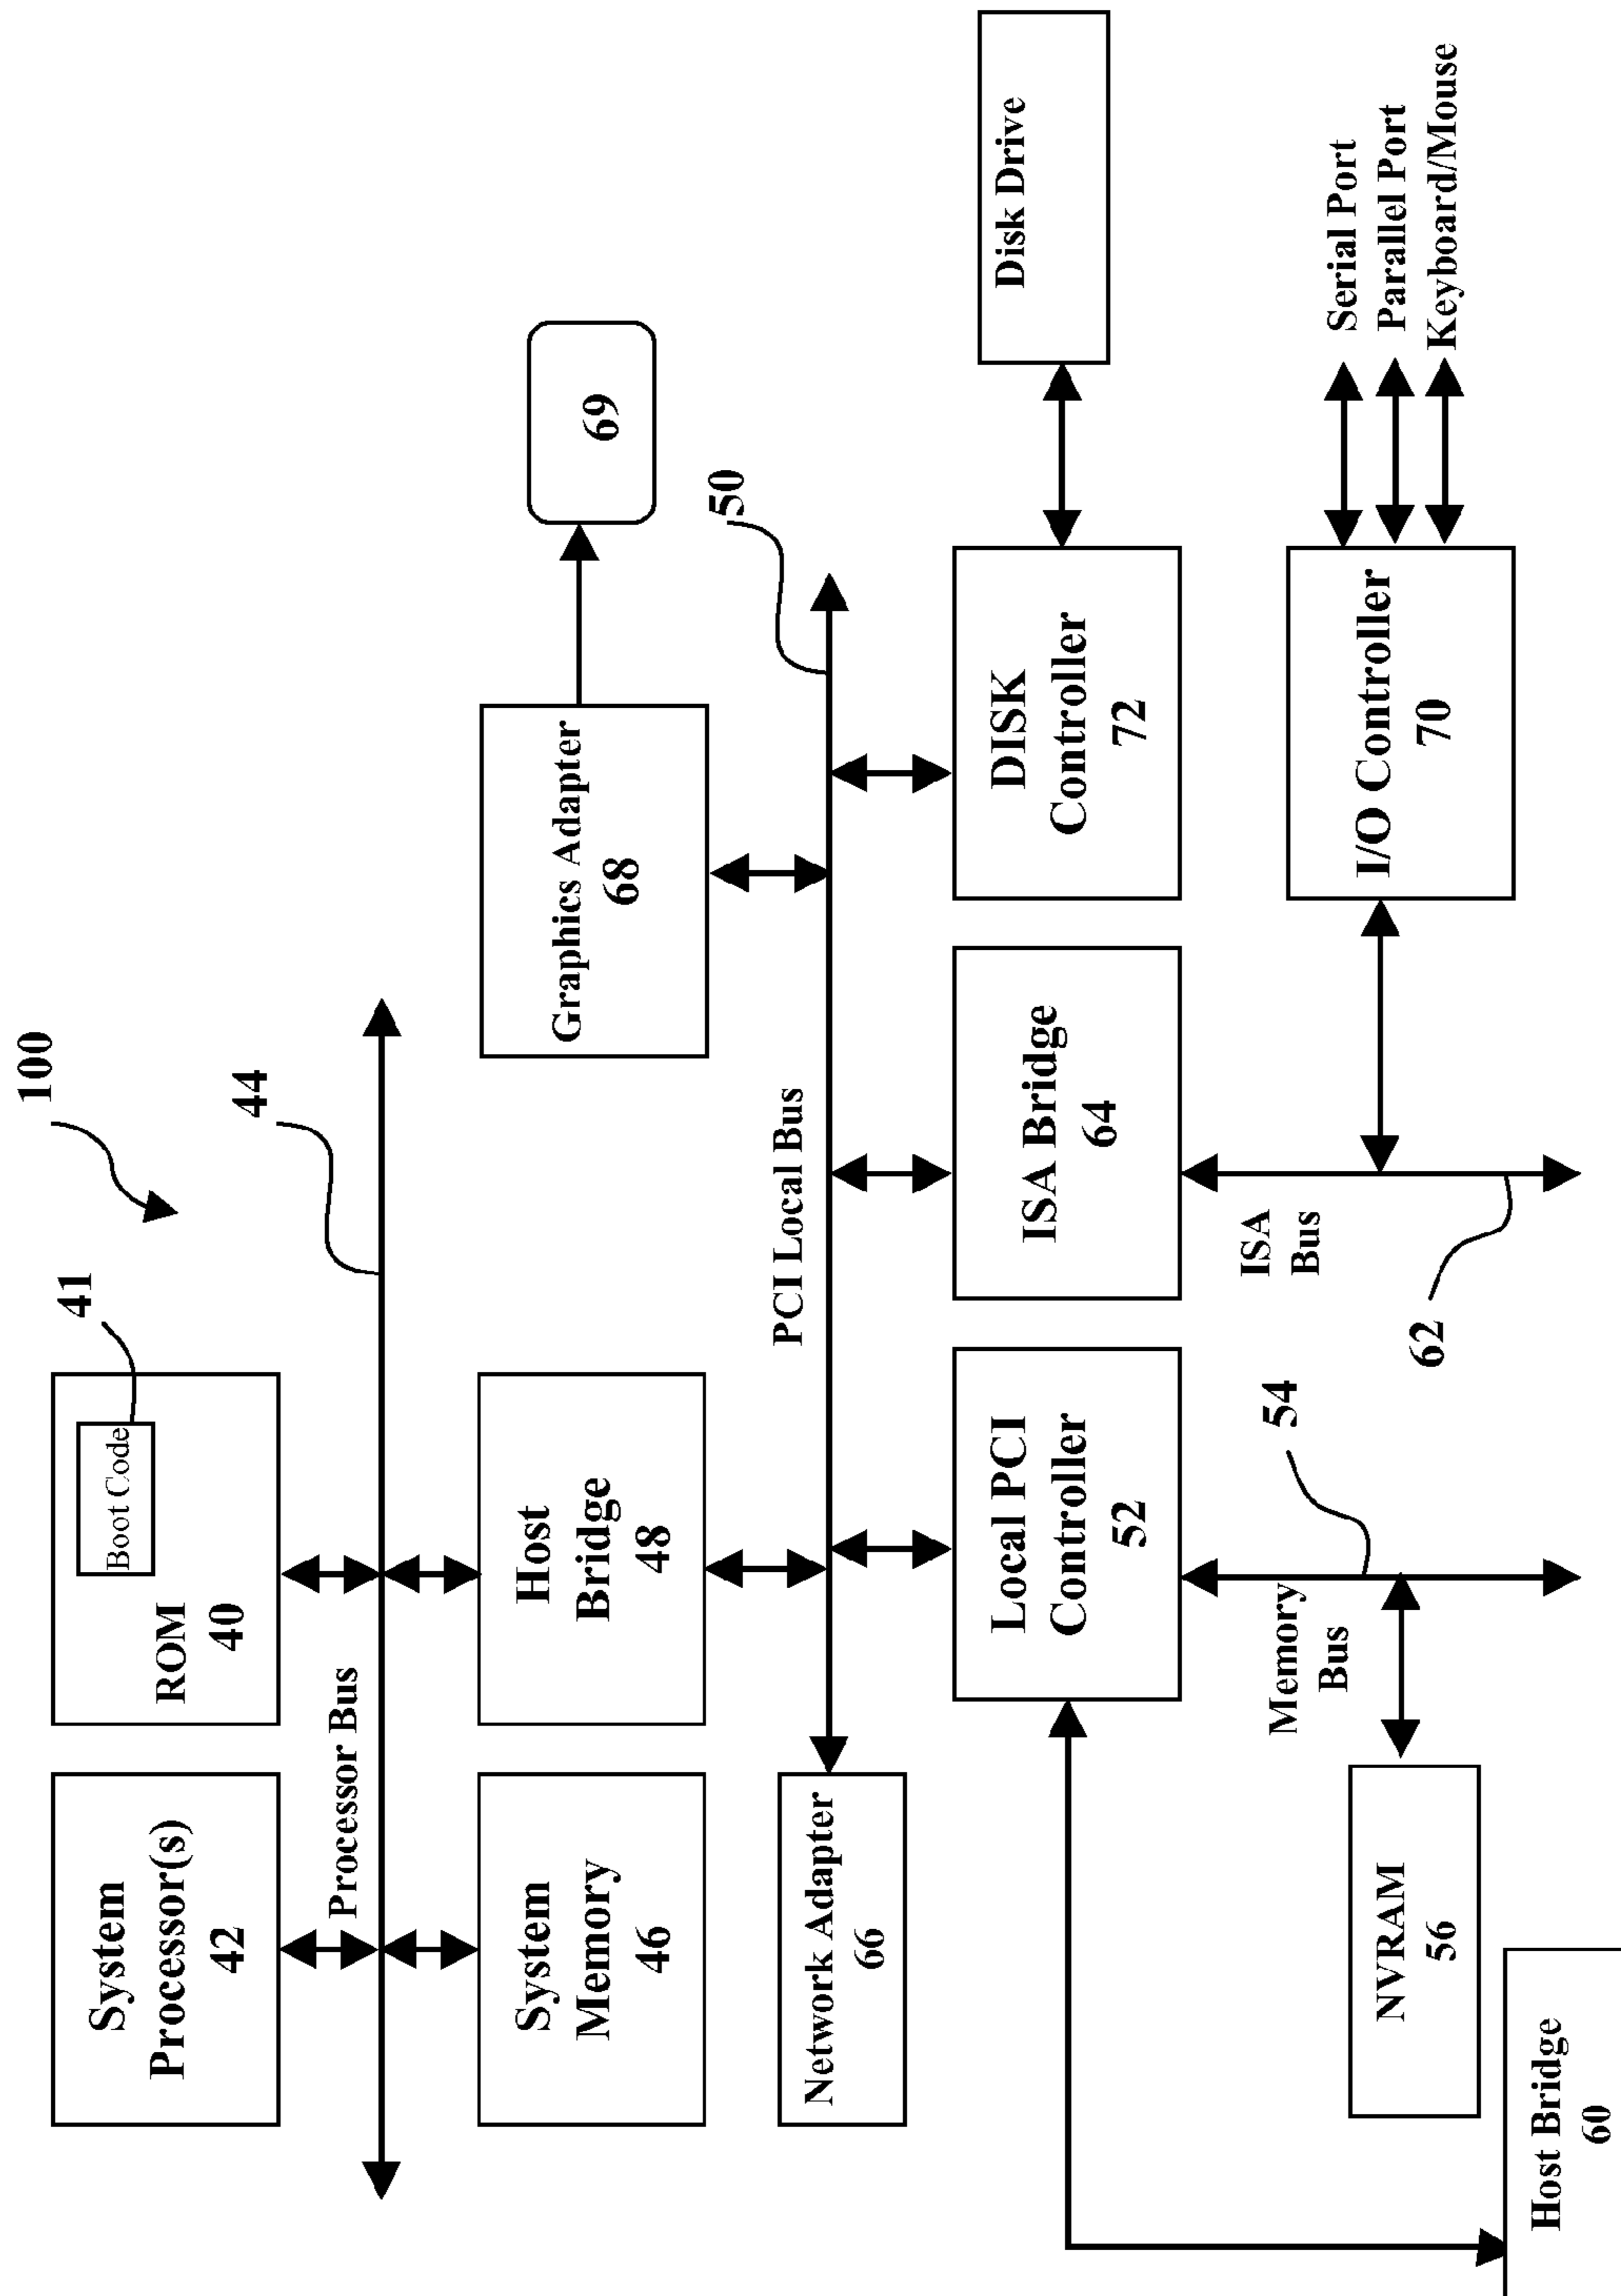 100
System
Processor(s)
42
ROM
40
Boot Code
41
Processor Bus
44
System
Memory
46
Host
Bridge
48
Graphics Adapter
68
69
Network Adapter
66
PCI Local Bus
50
Local PCI
Controller
52
ISA Bridge
64
DISK
Controller
72
Disk Drive
Memory
Bus
54
ISA
Bus
62
NVRAM
56
I/O Controller
70
Serial Port
Parallel Port
Keyboard/Mouse
Host Bridge
60